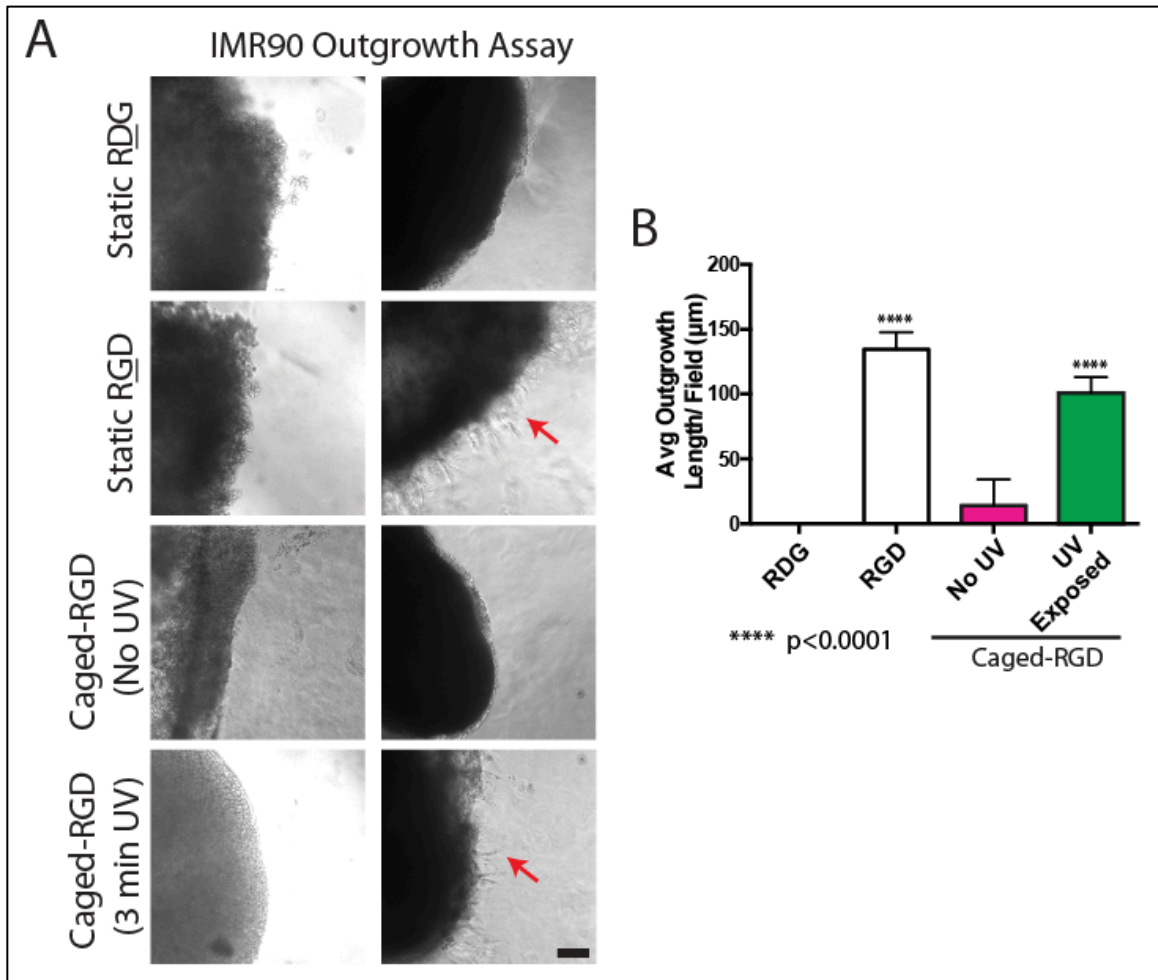 A
IMR90 Outgrowth Assay
Static RDG
Static RGD
Caged-RGD
(No UV)
Caged-RGD
(3 min UV)
B
Avg Outgrowth
Length/ Field (µm)
200
150
100
50
0
****
****
RDG
RGD
No UV
UV
Exposed
**** p<0.0001
Caged-RGD